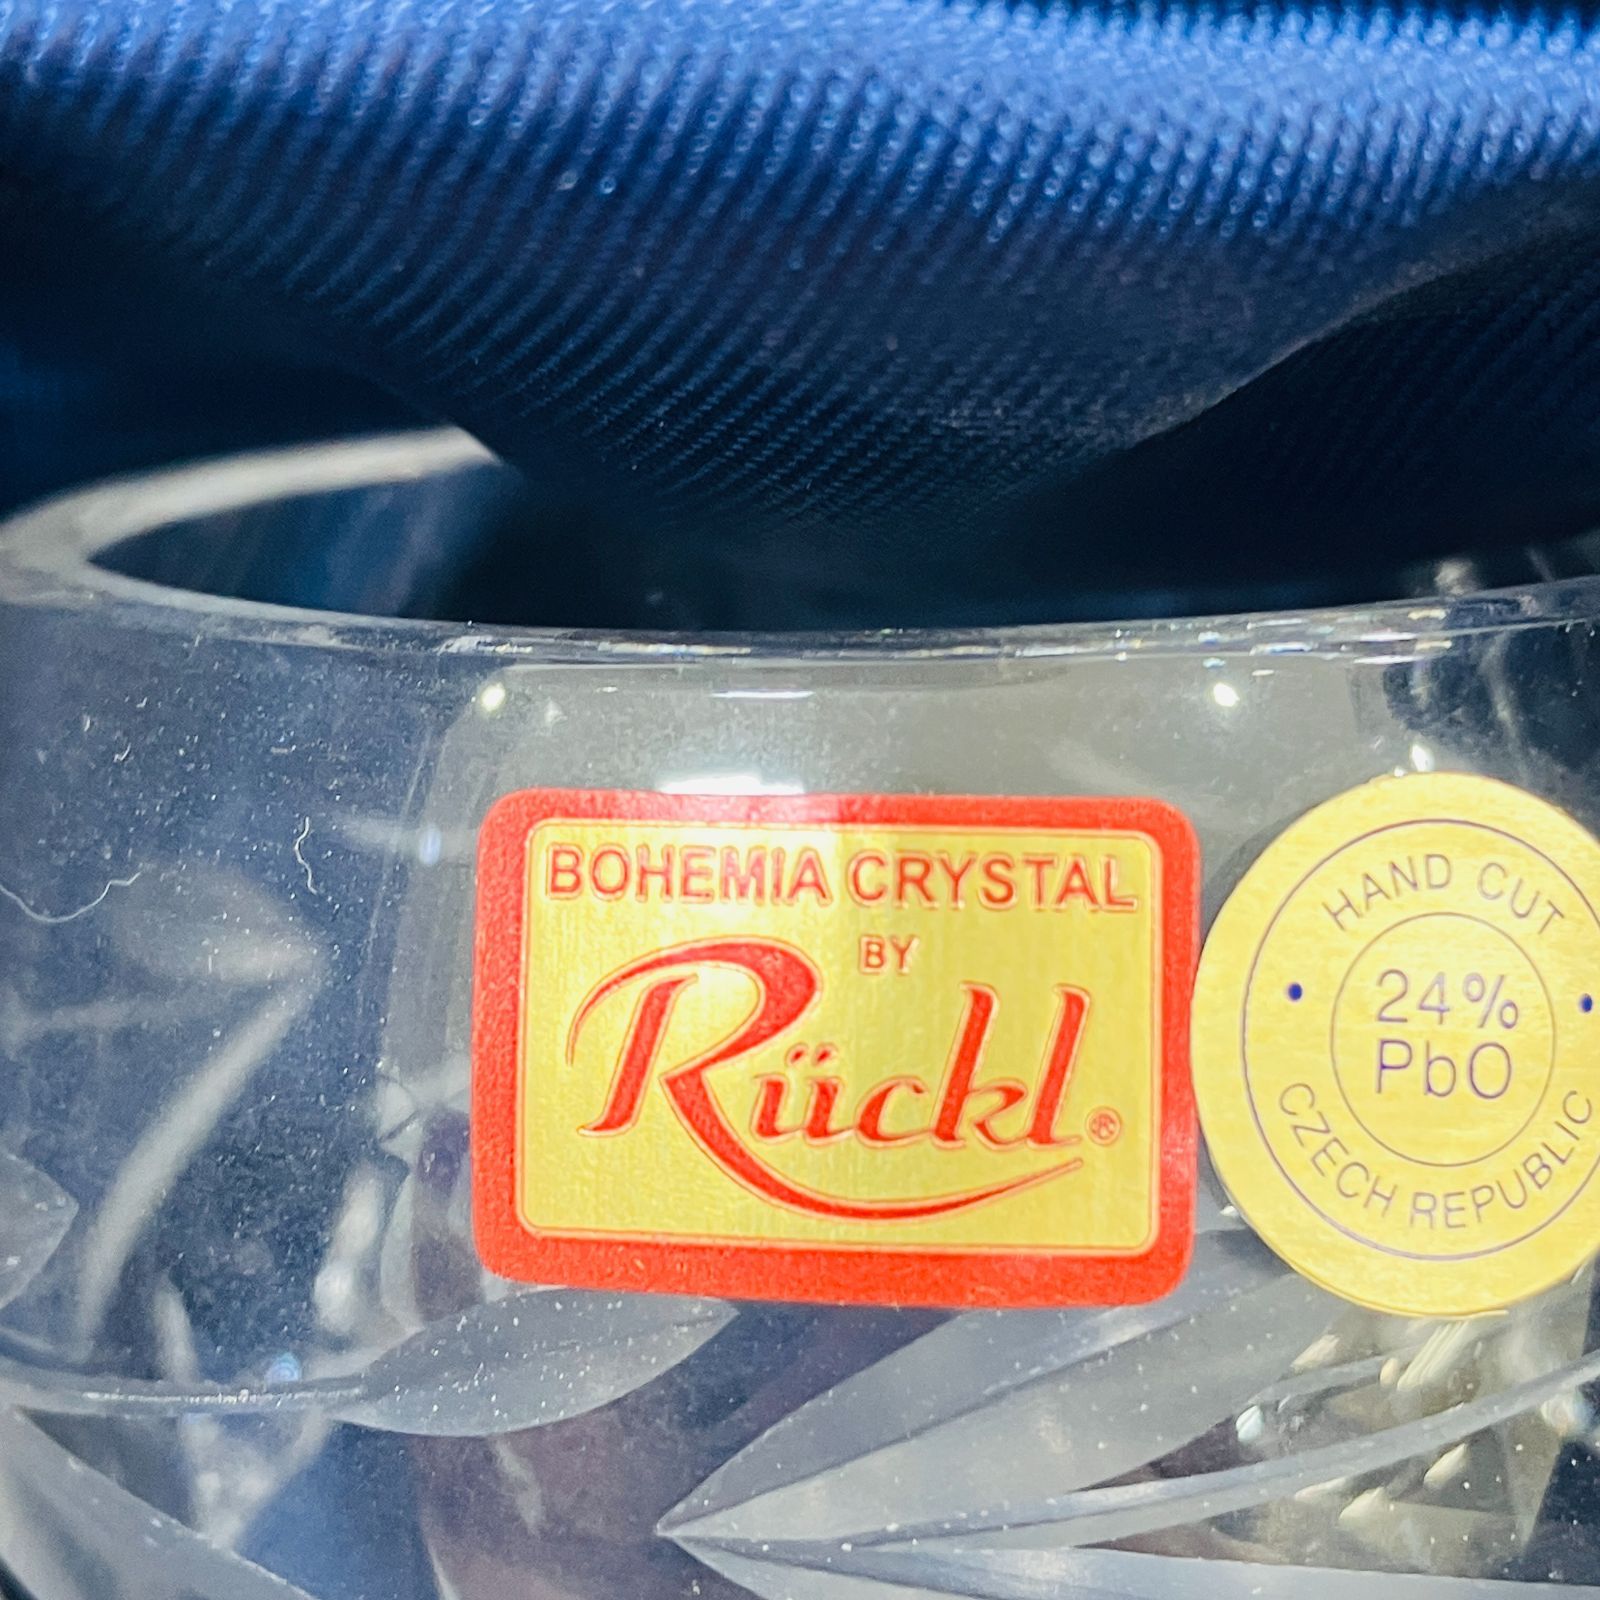 BOHEMIA CRYSTAL
BY
Rückl®
HAND CUT
24%
PbO
CZECH REPUBLIC